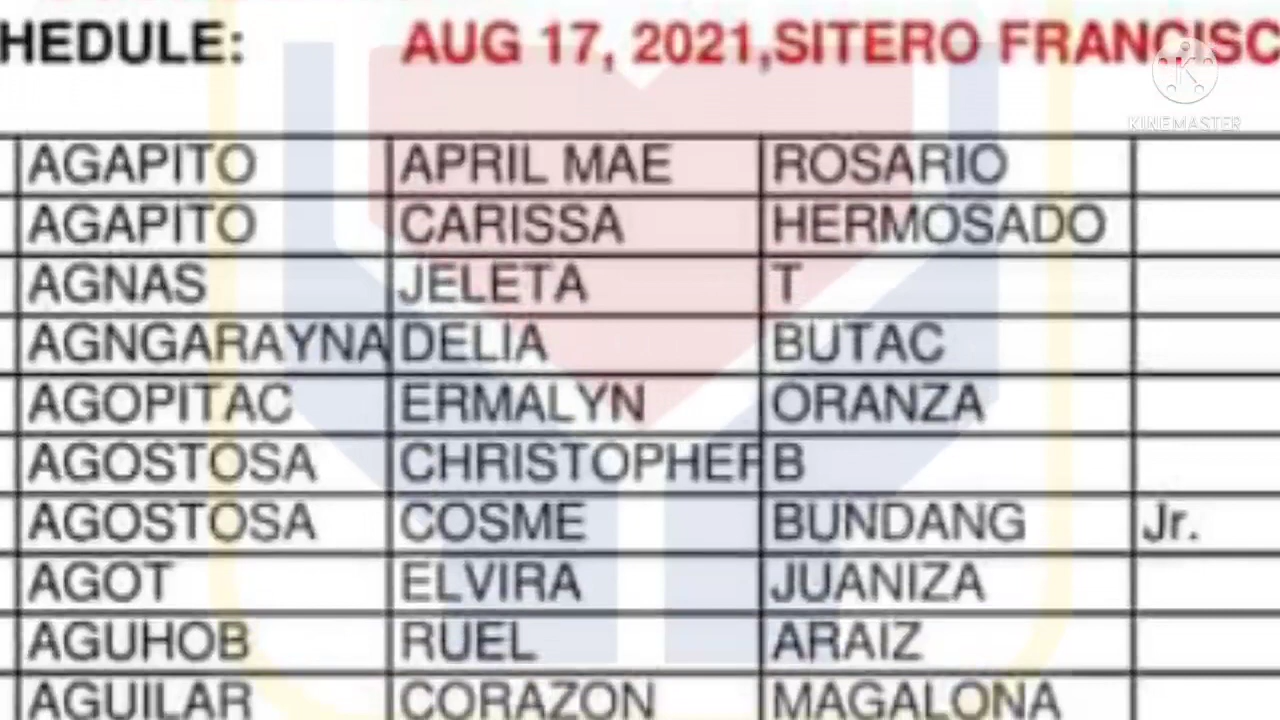 HEDULE: AUG 17, 2021,SITERO FRANCISC
KINEMASTER
AGAPITO APRIL MAE ROSARIO
AGAPITO CARISSA HERMOSADO
AGNAS JELETA T
AGNGARAYNA DELIA BUTAC
AGOPITAC ERMALYN ORANZA
AGOSTOSA CHRISTOPHER B
AGOSTOSA COSME BUNDANG Jr.
AGOT ELVIRA JUANIZA
AGUHOB RUEL ARAIZ
AGUILAR CORAZON MAGALONA